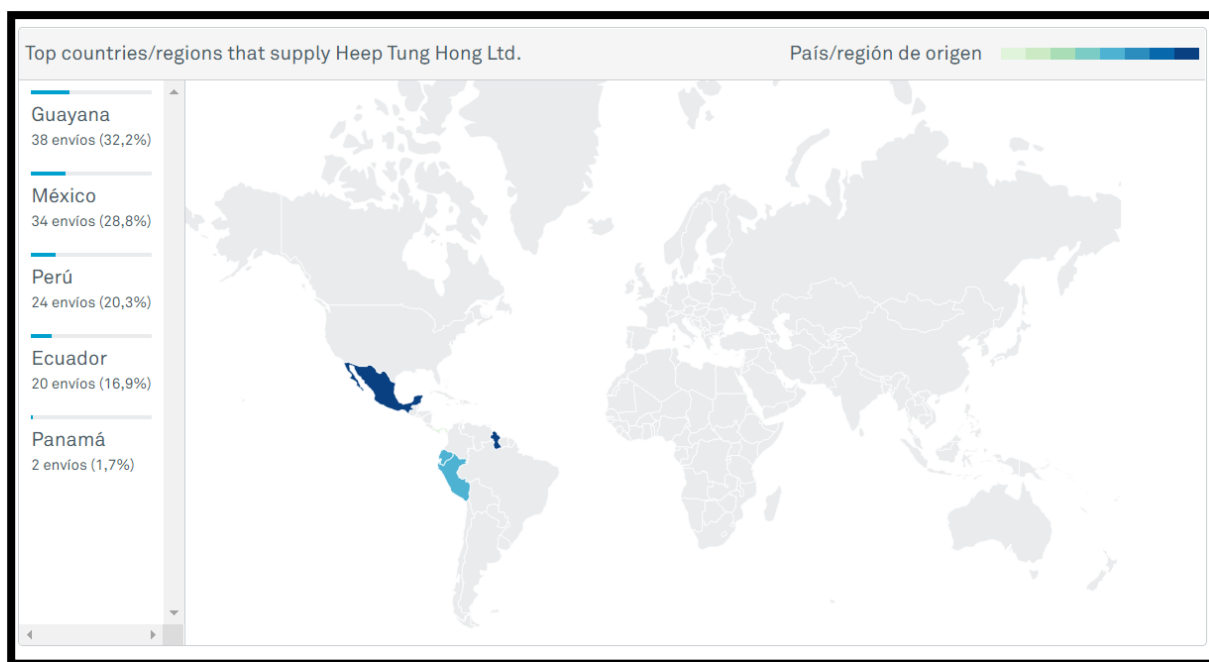 Top countries/regions that supply Heep Tung Hong Ltd.
País/región de origen
Guayana
38 envíos (32,2%)
México
34 envíos (28,8%)
Perú
24 envíos (20,3%)
Ecuador
20 envíos (16,9%)
Panamá
2 envíos (1,7%)